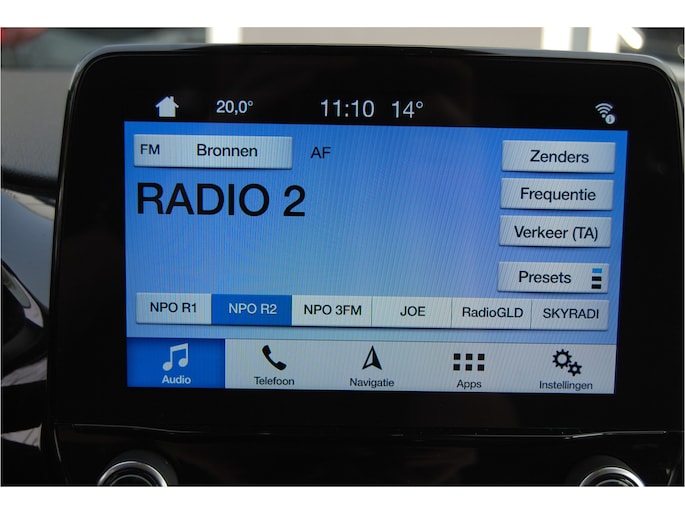 20,0° 11:10 14°
FM Bronnen AF
Zenders
RADIO 2
Frequentie
Verkeer (TA)
Presets
NPO R1 NPO R2 NPO 3FM JOE RadioGLD SKYRADI
Audio Telefoon Navigatie Apps Instellingen